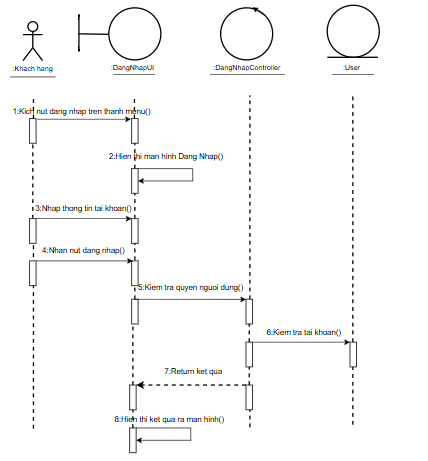 :Khach hang
:DangNhapUI
:DangNhapController
:User
1:Kich nut dang nhap tren thanh menu()
2:Hien thi man hinh Dang Nhap()
3:Nhap thong tin tai khoan()
4:Nhan nut dang nhap()
5:Kiem tra quyen nguoi dung()
6:Kiem tra tai khoan()
7:Return ket qua
8:Hien thi ket qua ra man hinh()